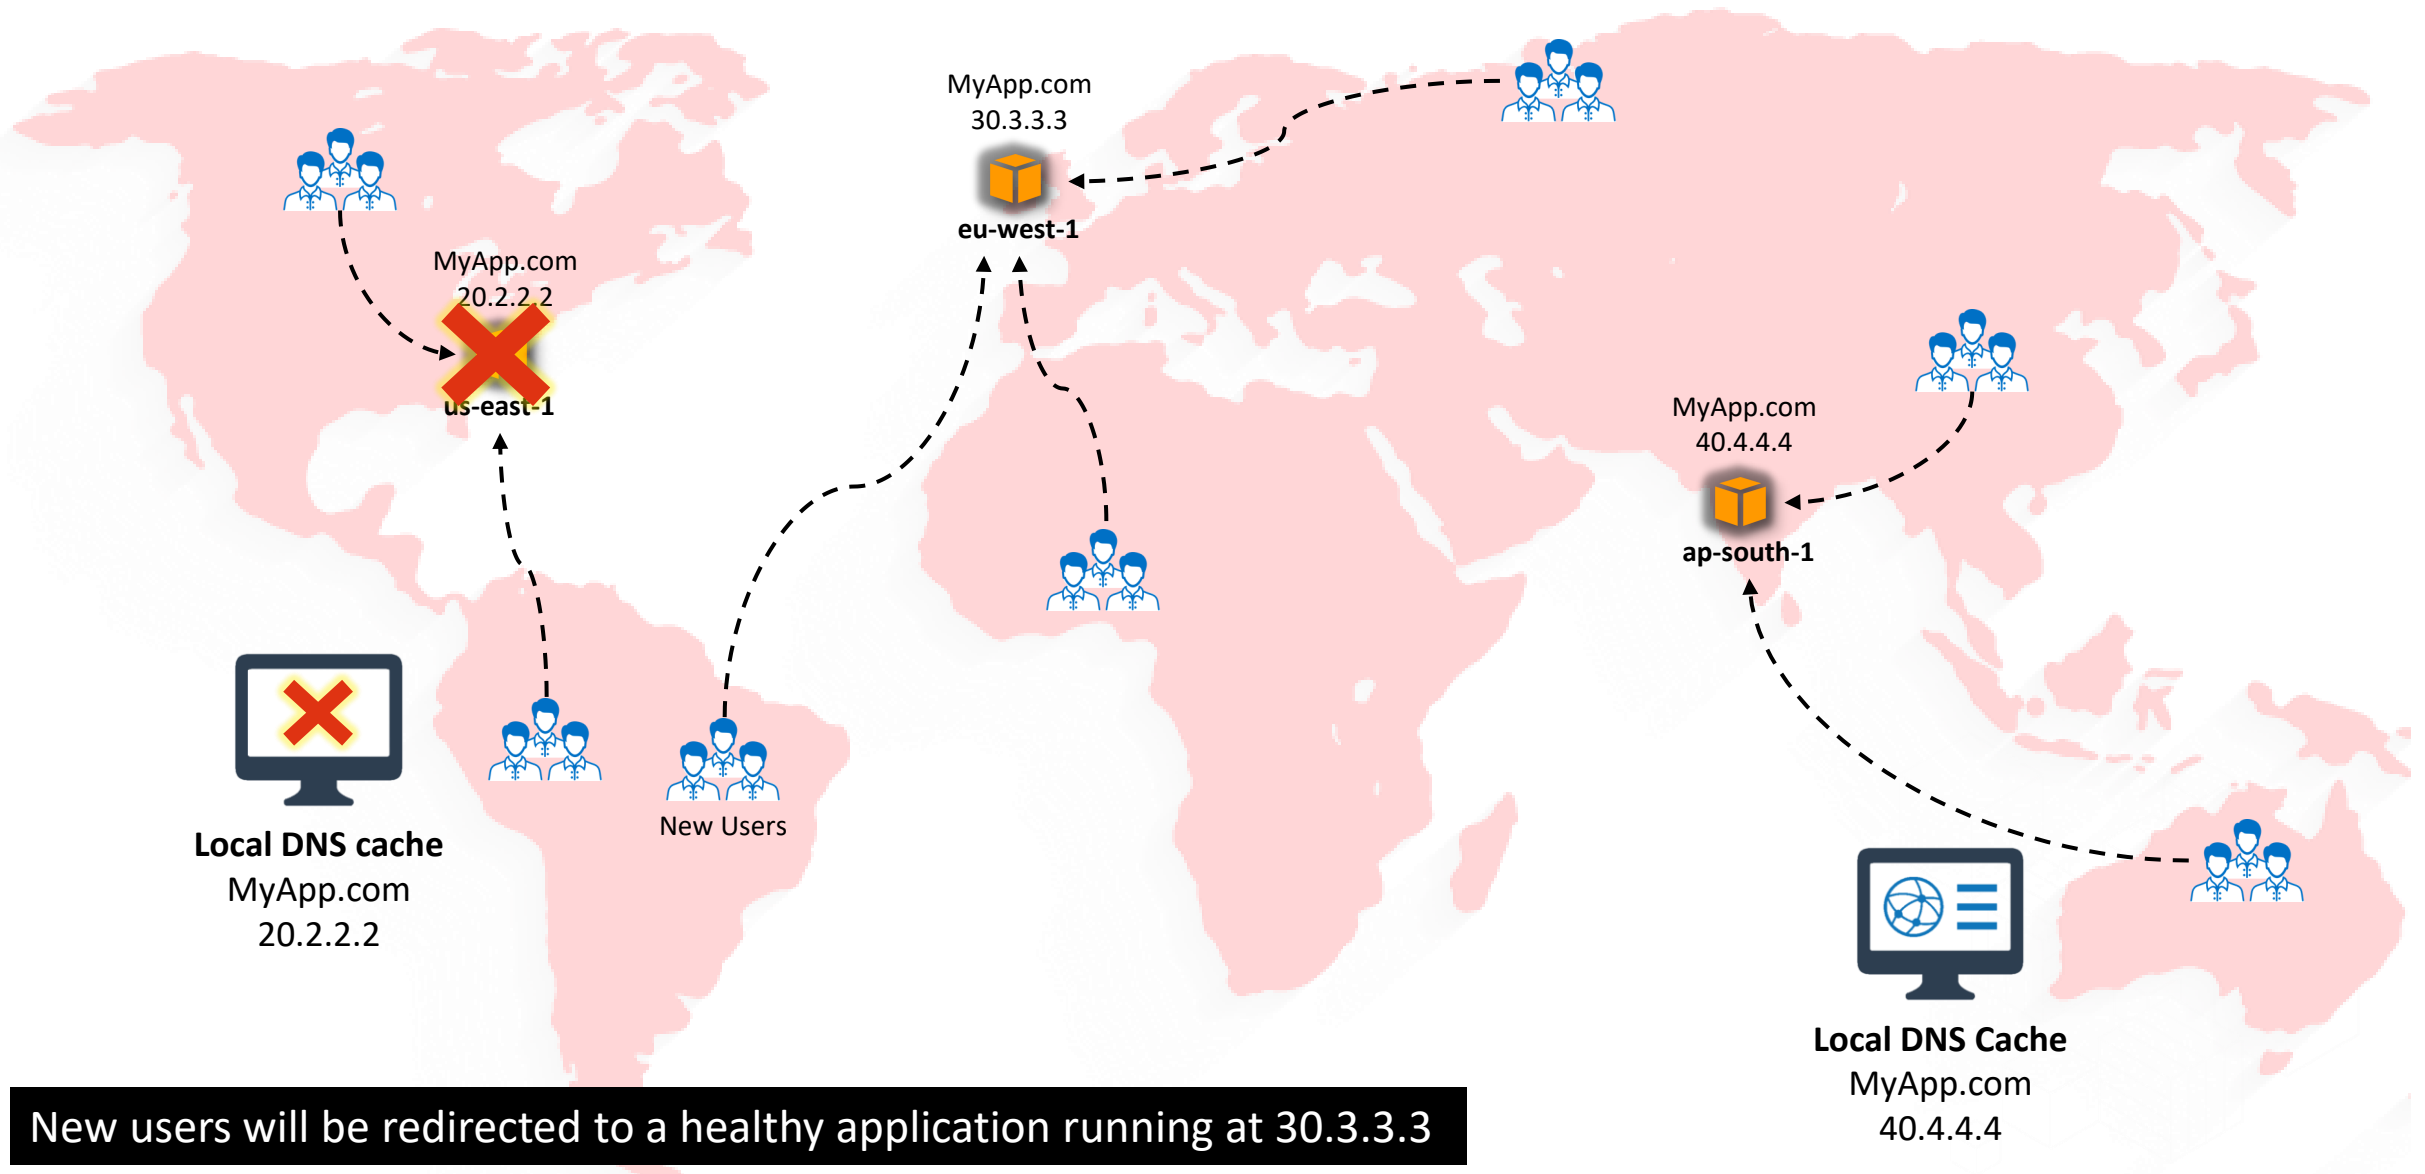 MyApp.com
30.3.3.3
eu-west-1
MyApp.com
20.2.2.2
us-east-1
MyApp.com
40.4.4.4
ap-south-1
New Users
Local DNS cache
MyApp.com
20.2.2.2
Local DNS Cache
MyApp.com
40.4.4.4
New users will be redirected to a healthy application running at 30.3.3.3